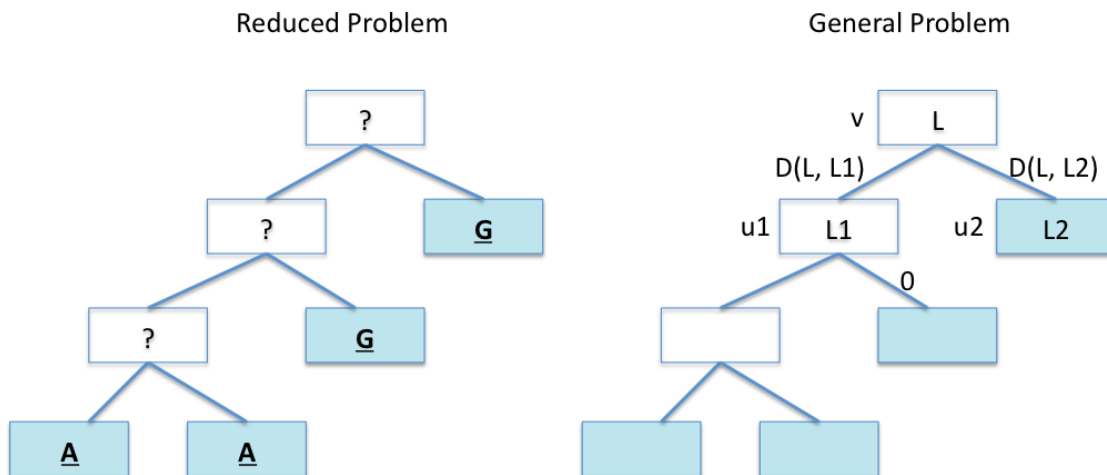 Reduced Problem
General Problem
?
v
L
D(L, L1)
D(L, L2)
?
G
u1
L1
u2
L2
0
?
G
A
A